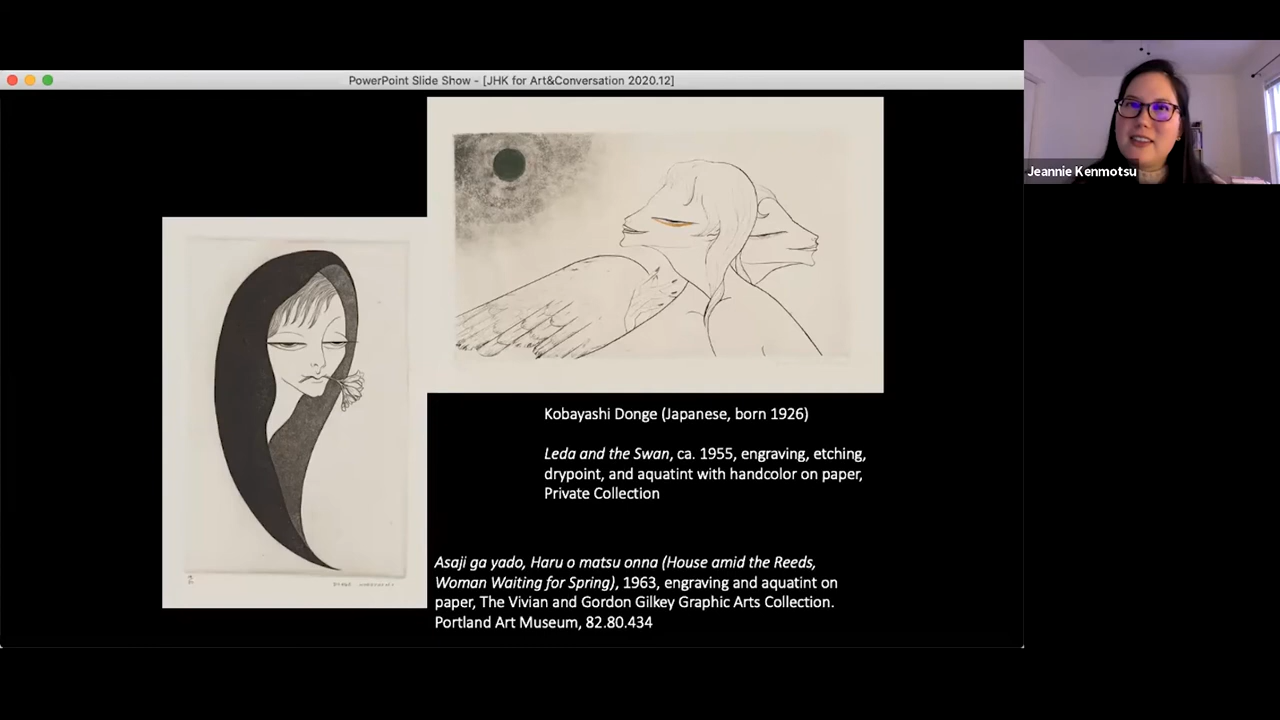 PowerPoint Slide Show - [JHK for Art&Conversation 2020.12]
Jeannie Kenmotsu
Kobayashi Donge (Japanese, born 1926)
Leda and the Swan, ca. 1955, engraving, etching,
drypoint, and aquatint with handcolor on paper,
Private Collection
Asaji ga yado, Haru o matsu onna (House amid the Reeds,
Woman Waiting for Spring), 1963, engraving and aquatint on
paper, The Vivian and Gordon Gilkey Graphic Arts Collection.
Portland Art Museum, 82.80.434